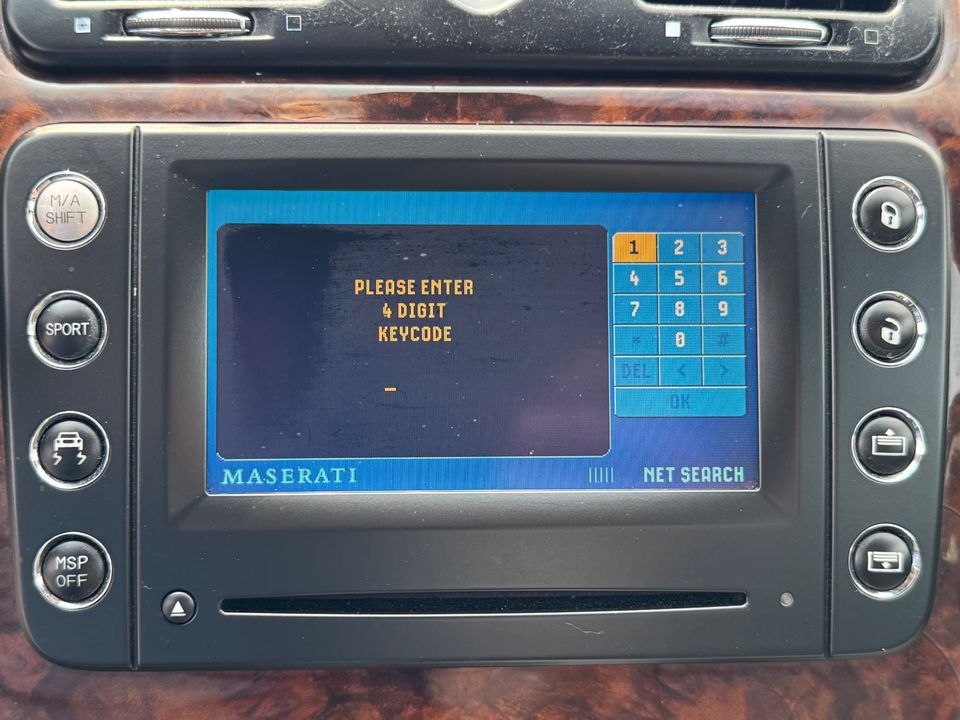 M/A
SHIFT
SPORT
MSP
OFF
PLEASE ENTER
4 DIGIT
KEYCODE
_
1 2 3
4 5 6
7 8 9
* 0 #
DEL < >
OK
MASERATI
NET SEARCH